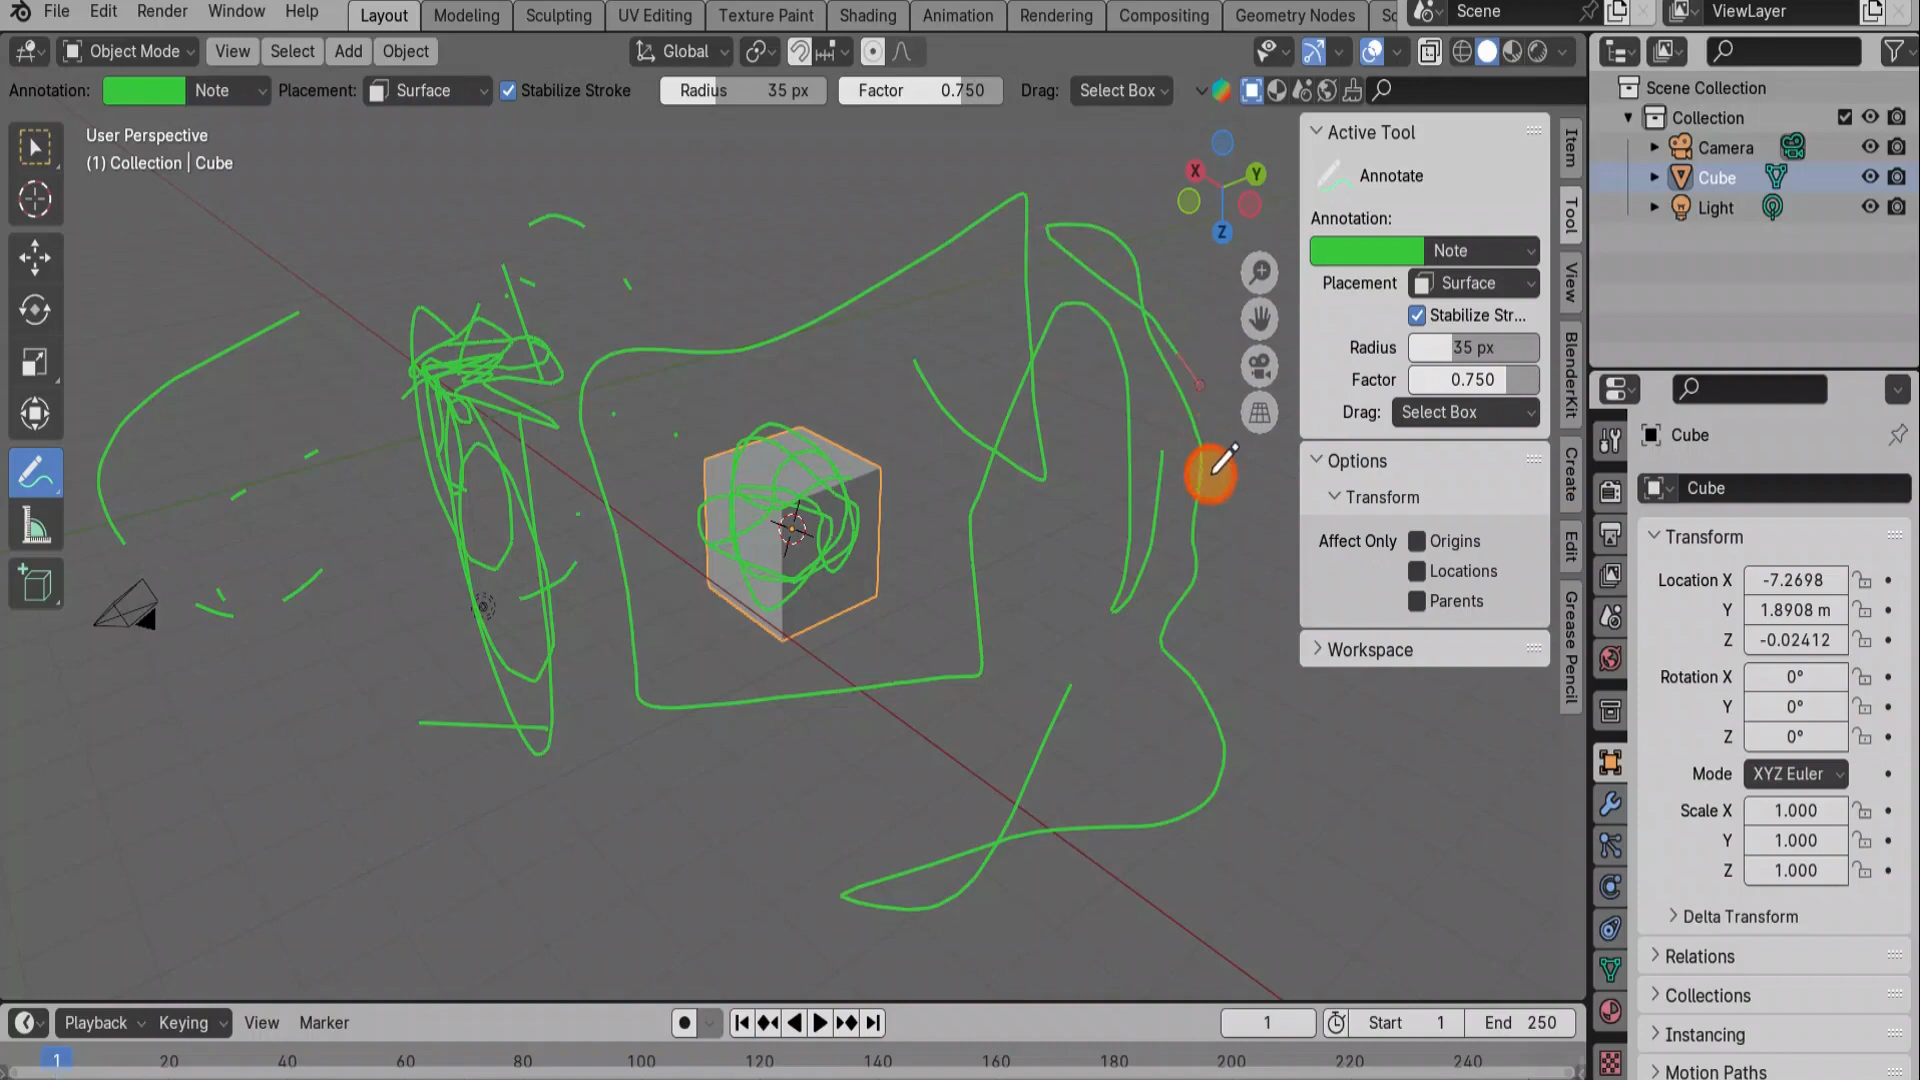 File Edit Render Window Help Layout Modeling Sculpting UV Editing Texture Paint Shading Animation Rendering Compositing Geometry Nodes Scene ViewLayer
Object Mode View Select Add Object Global
Annotation: Note Placement: Surface Stabilize Stroke Radius 35 px Factor 0.750 Drag: Select Box
User Perspective
(1) Collection | Cube
X
Y
Z
Active Tool
Annotate
Annotation:
Note
Placement Surface
Stabilize Str...
Radius 35 px
Factor 0.750
Drag: Select Box
Options
Transform
Affect Only Origins
Locations
Parents
Workspace
Item
Tool
View
BlenderKit
Create
Edit
Grease Pencil
Scene Collection
Collection
Camera
Cube
Light
Cube
Cube
Transform
Location X -7.2698
Y 1.8908 m
Z -0.02412
Rotation X 0°
Y 0°
Z 0°
Mode XYZ Euler
Scale X 1.000
Y 1.000
Z 1.000
Delta Transform
Relations
Collections
Instancing
Motion Paths
Playback Keying View Marker 1 Start 1 End 250
1 20 40 60 80 100 120 140 160 180 200 220 240